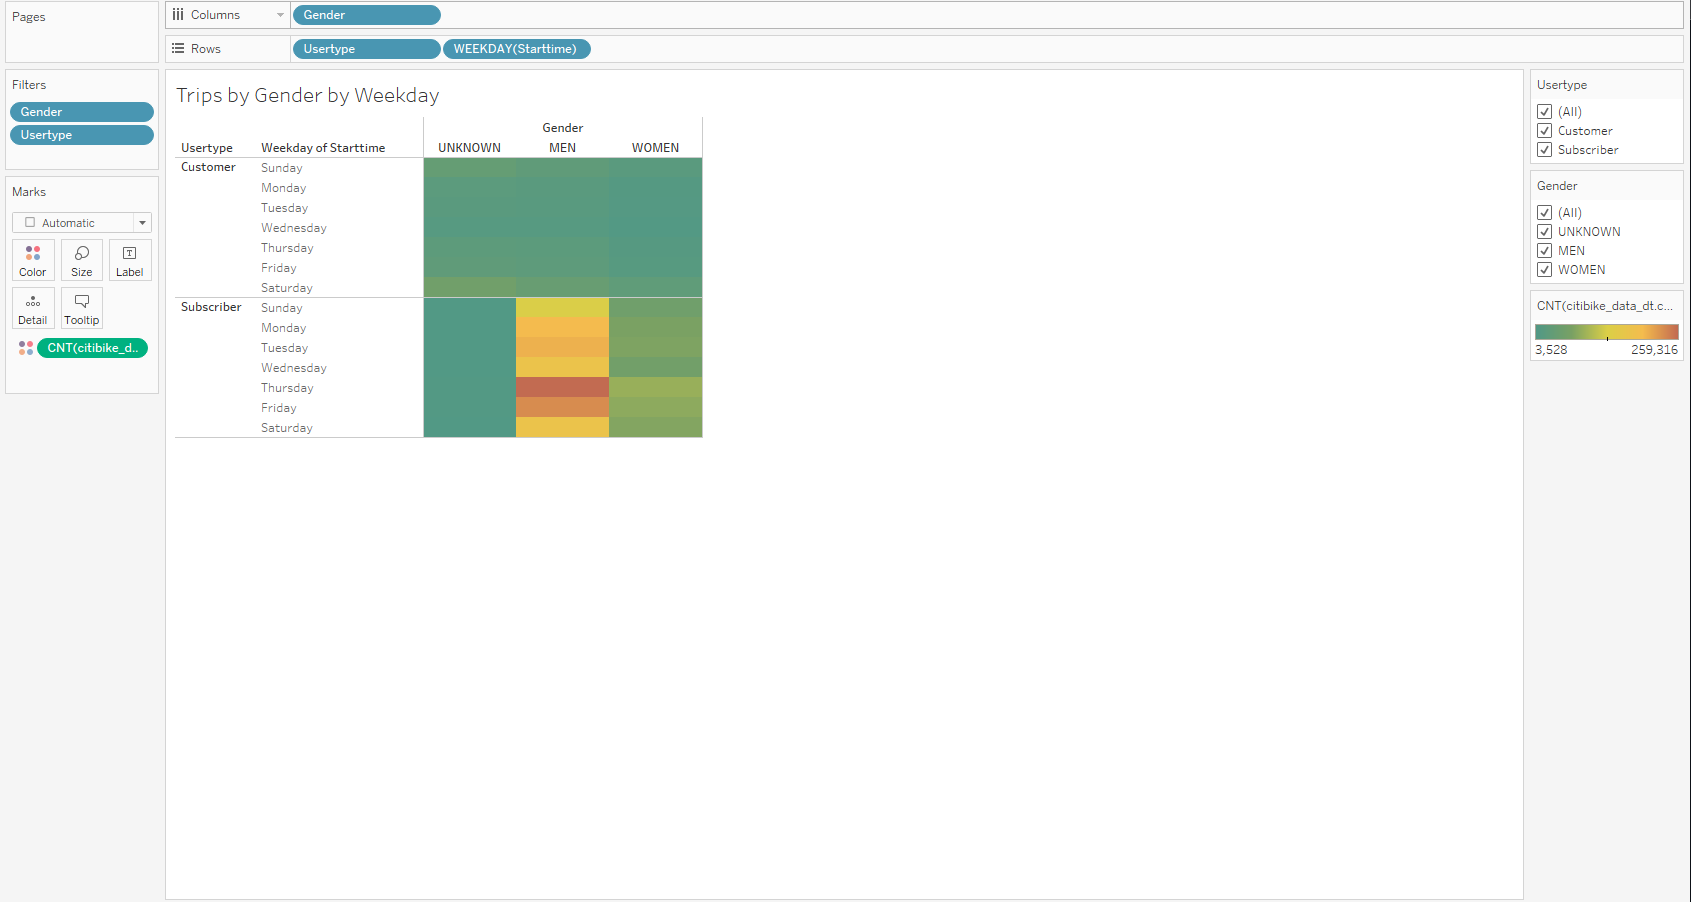 Pages
Columns
Gender
Rows
Usertype
WEEKDAY(Starttime)
Filters
Gender
Usertype
Marks
Automatic
Color
Size
Label
Detail
Tooltip
CNT(citibike_d..
Trips by Gender by Weekday
Gender
Usertype Weekday of Starttime UNKNOWN MEN WOMEN
Customer Sunday
Monday
Tuesday
Wednesday
Thursday
Friday
Saturday
Subscriber Sunday
Monday
Tuesday
Wednesday
Thursday
Friday
Saturday
Usertype
(All)
Customer
Subscriber
Gender
(All)
UNKNOWN
MEN
WOMEN
CNT(citibike_data_dt.c...
3,528 259,316